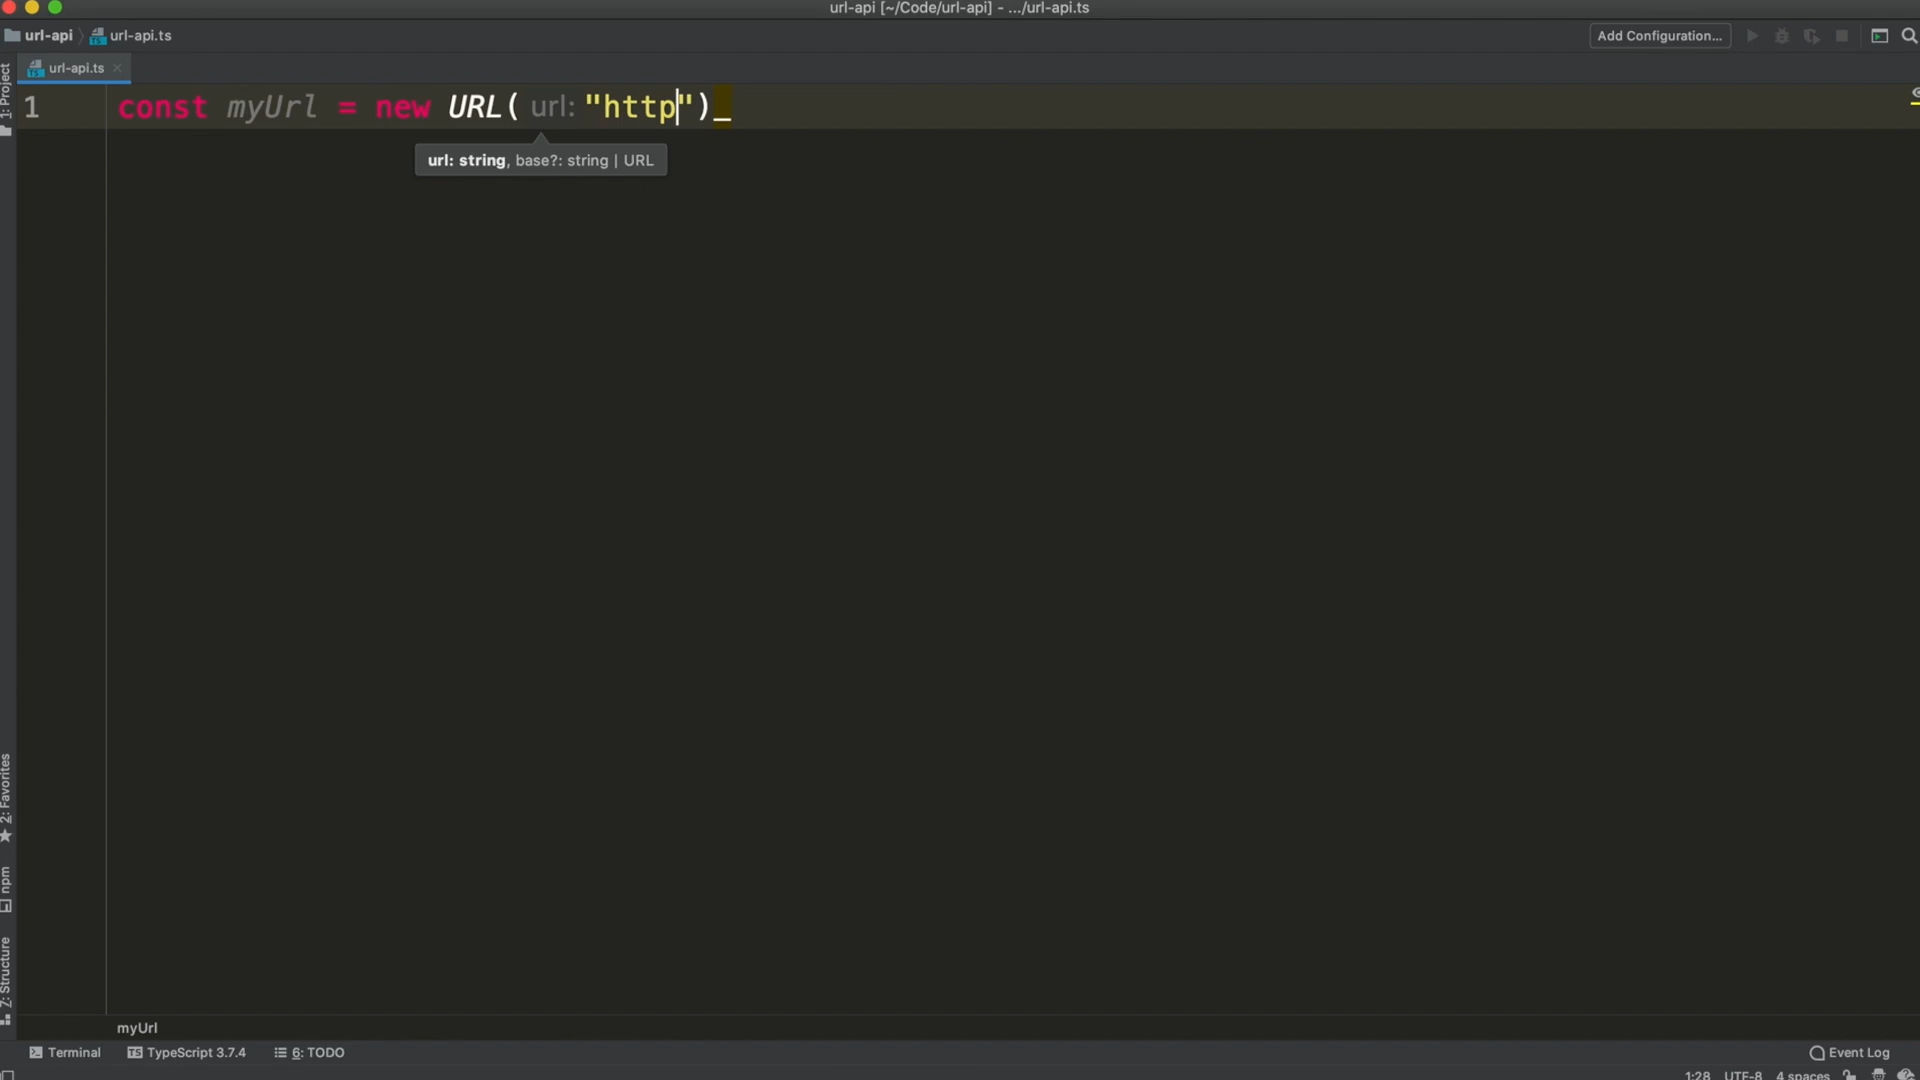 url-api [~/Code/url-api] - .../url-api.ts
url-api url-api.ts
Add Configuration...
url-api.ts
1: Project
1 const myUrl = new URL( url: "http")
url: string, base?: string | URL
2: Favorites
npm
7: Structure
myUrl
Terminal TypeScript 3.7.4 6: TODO
Event Log
1:28 UTF-8 4 spaces